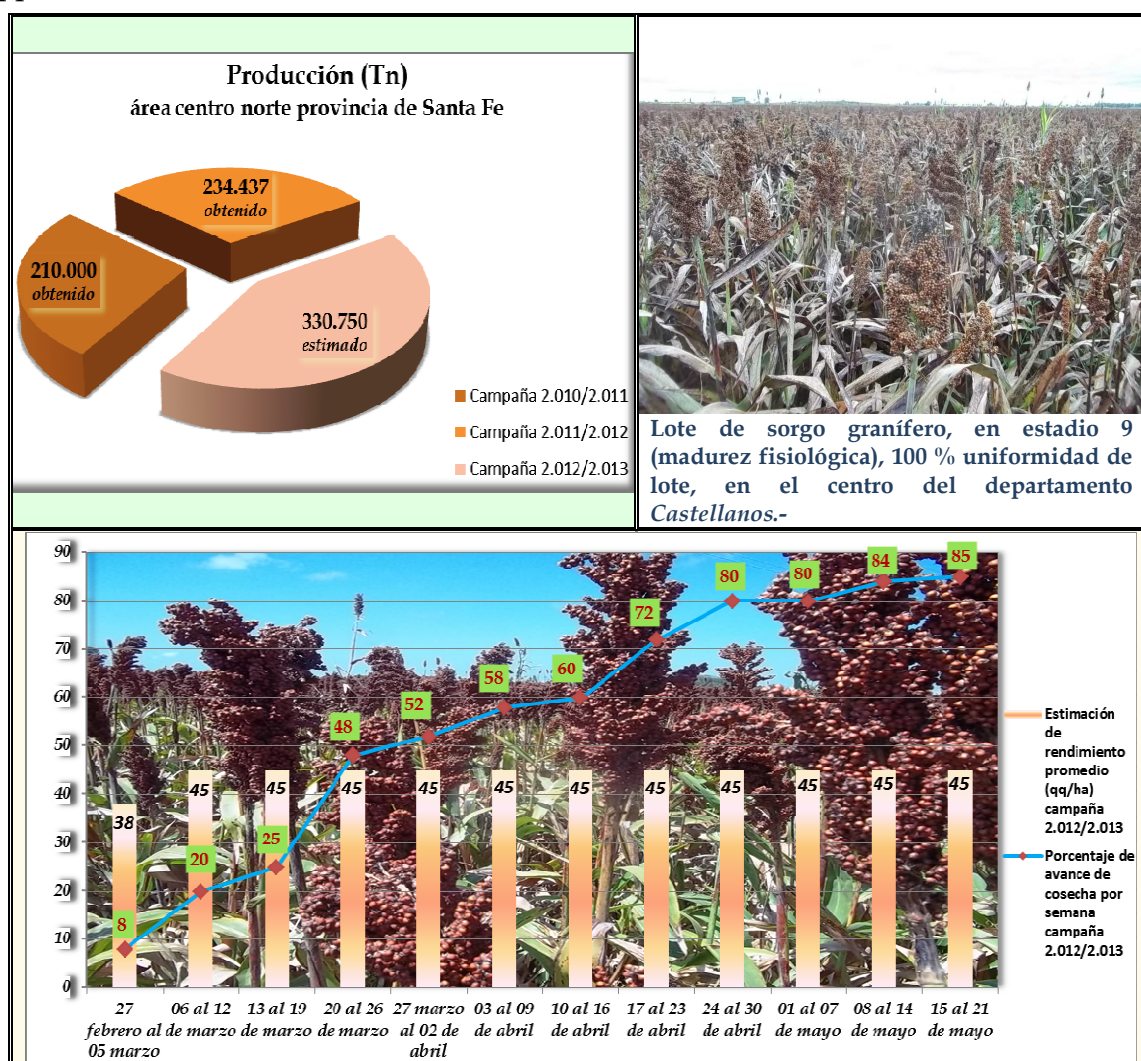 Producción (Tn)
área centro norte provincia de Santa Fe
234.437
obtenido
210.000
obtenido
330.750
estimado
Campaña 2.010/2.011
Campaña 2.011/2.012
Campaña 2.012/2.013
Lote de sorgo granífero, en estadio 9
(madurez fisiológica), 100 % uniformidad de
lote, en el centro del departamento
Castellanos.-
90
80
70
60
50
40
30
20
10
0
8
20
25
48
52
58
60
72
80
80
84
85
38
45
45
45
45
45
45
45
45
45
45
45
27
febrero al
05 marzo
06 al 12
de marzo
13 al 19
de marzo
20 al 26
de marzo
27 marzo
al 02 de
abril
03 al 09
de abril
10 al 16
de abril
17 al 23
de abril
24 al 30
de abril
01 al 07
de mayo
08 al 14
de mayo
15 al 21
de mayo
Estimación
de
rendimiento
promedio
(qq/ha)
campaña
2.012/2.013
Porcentaje de
avance de
cosecha por
semana
campaña
2.012/2.013